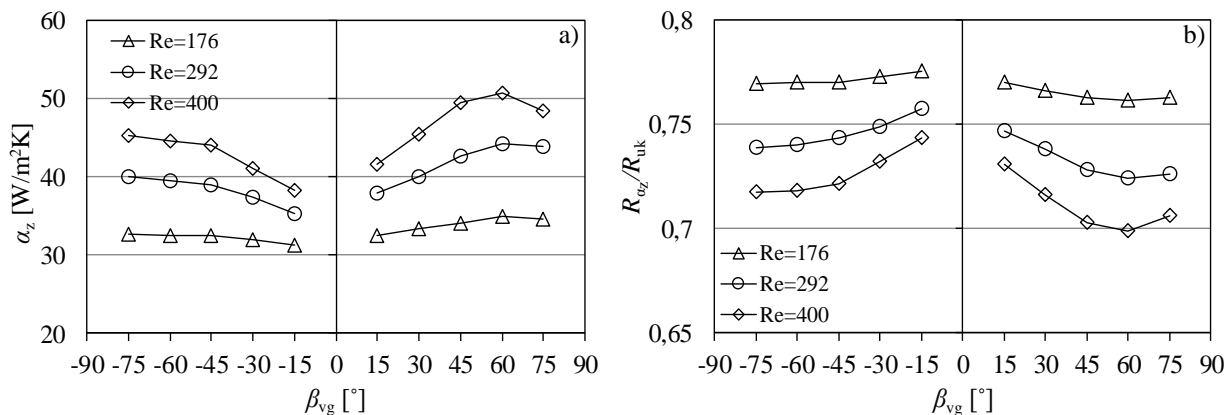 a)
αz [W/m²K]
60
50
40
30
20
Re=176
Re=292
Re=400
-90 -75 -60 -45 -30 -15 0 15 30 45 60 75 90
βvg [˚]
b)
Rαz/Ruk
0,8
0,75
0,7
0,65
Re=176
Re=292
Re=400
-90 -75 -60 -45 -30 -15 0 15 30 45 60 75 90
βvg [˚]